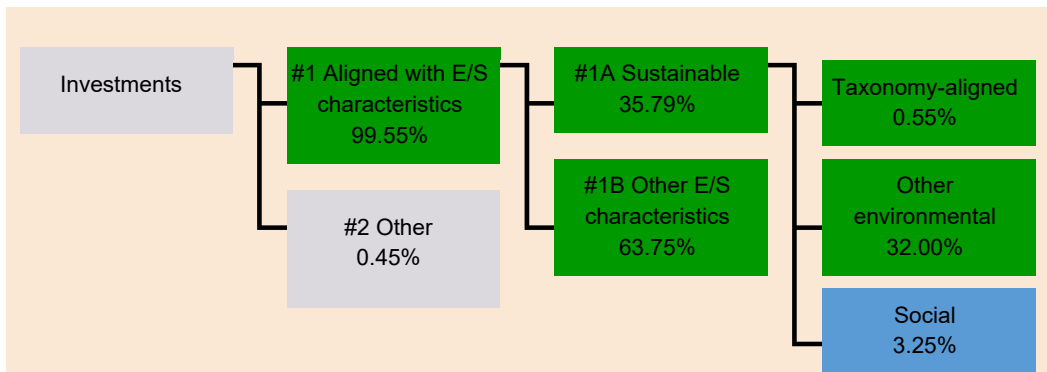 Investments
#1 Aligned with E/S
characteristics
99.55%
#2 Other
0.45%
#1A Sustainable
35.79%
#1B Other E/S
characteristics
63.75%
Taxonomy-aligned
0.55%
Other
environmental
32.00%
Social
3.25%